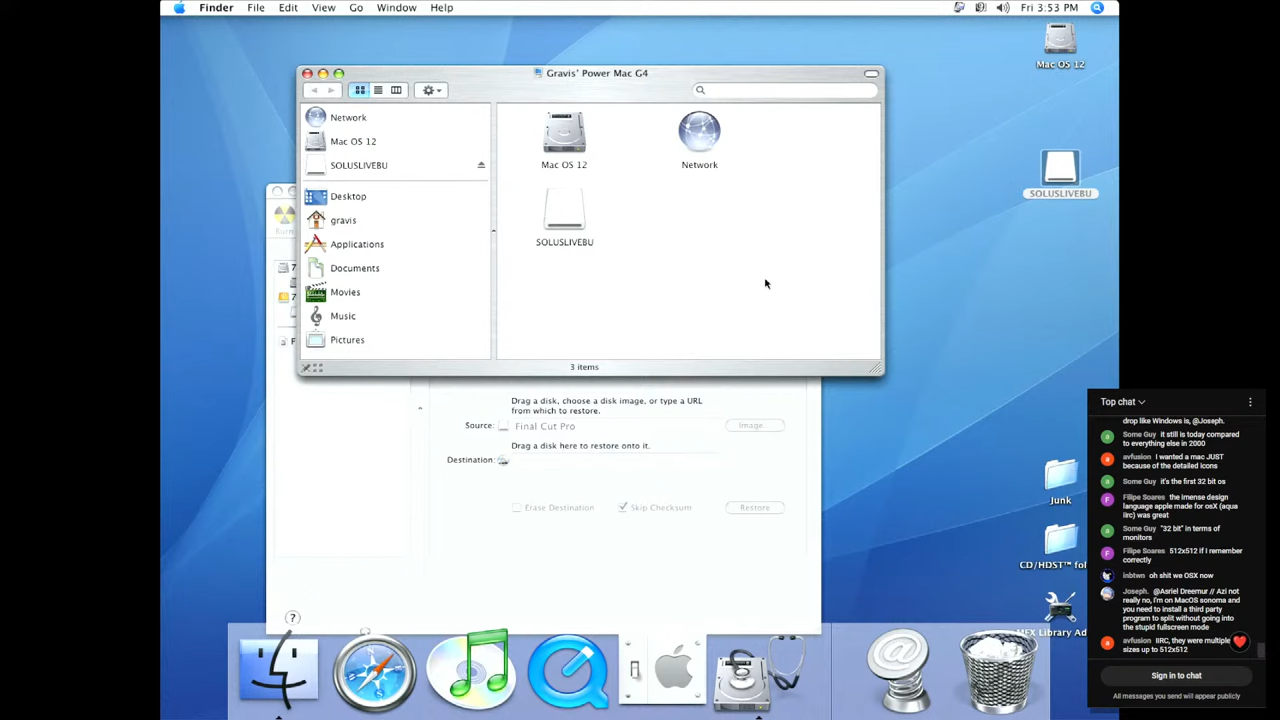 Finder File Edit View Go Window Help
Fri 3:53 PM
Mac OS 12
SOLUSLIVEBU
Gravis' Power Mac G4
Network
Mac OS 12
SOLUSLIVEBU
Desktop
gravis
Applications
Documents
Movies
Music
Pictures
Mac OS 12
Network
SOLUSLIVEBU
3 items
Drag a disk, choose a disk image, or type a URL
from which to restore.
Source: Final Cut Pro Image...
Drag a disk here to restore onto it.
Destination:
Erase Destination Skip Checksum Restore
?
Junk
CD/HDST™ fol
Top chat
drop like Windows is, @Joseph.
Some Guy it still is today compared
to everything else in 2000
avfusion I wanted a mac JUST
because of the detailed icons
Some Guy it's the first 32 bit os
Filipe Soares the imense design
language apple made for osX (aqua
iirc) was great
Some Guy "32 bit" in terms of
monitors
Filipe Soares 512x512 if I remember
correctly
inbtwn oh shit we OSX now
Joseph. @Asriel Dreemur // Azi not
really no, I'm on MacOS sonoma and
you need to install a third party
program to split without going into
the stupid fullscreen mode
avfusion IIRC, they were multiple
sizes up to 512x512
Sign in to chat
All messages you send will appear publicly